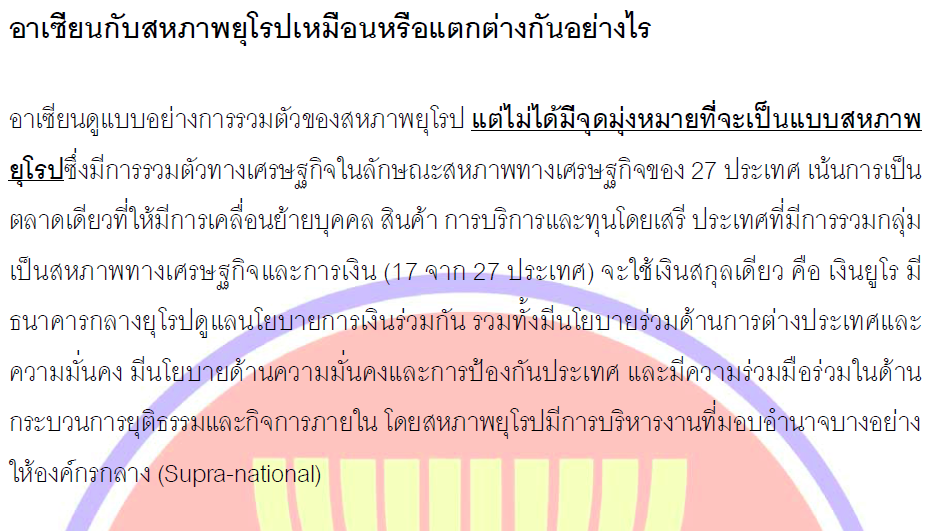 อาเซียนกับสหภาพยุโรปเหมือนหรือแตกต่างกันอย่างไร
อาเซียนดูแบบอย่างการรวมตัวของสหภาพยุโรป แต่ไม่ได้มีจุดมุ่งหมายที่จะเป็นแบบสหภาพ
ยุโรปซึ่งมีการรวมตัวทางเศรษฐกิจในลักษณะสหภาพทางเศรษฐกิจของ 27 ประเทศ เน้นการเป็น
ตลาดเดียวที่ให้มีการเคลื่อนย้ายบุคคล สินค้า การบริการและทุนโดยเสรี ประเทศที่มีการรวมกลุ่ม
เป็นสหภาพทางเศรษฐกิจและการเงิน (17 จาก 27 ประเทศ) จะใช้เงินสกุลเดียว คือ เงินยูโร มี
ธนาคารกลางยุโรปดูแลนโยบายการเงินร่วมกัน รวมทั้งมีนโยบายร่วมด้านการต่างประเทศและ
ความมั่นคง มีนโยบายด้านความมั่นคงและการป้องกันประเทศ และมีความร่วมมือร่วมในด้าน
กระบวนการยุติธรรมและกิจการภายใน โดยสหภาพยุโรปมีการบริหารงานที่มอบอำนาจบางอย่าง
ให้องค์กรกลาง (Supra-national)